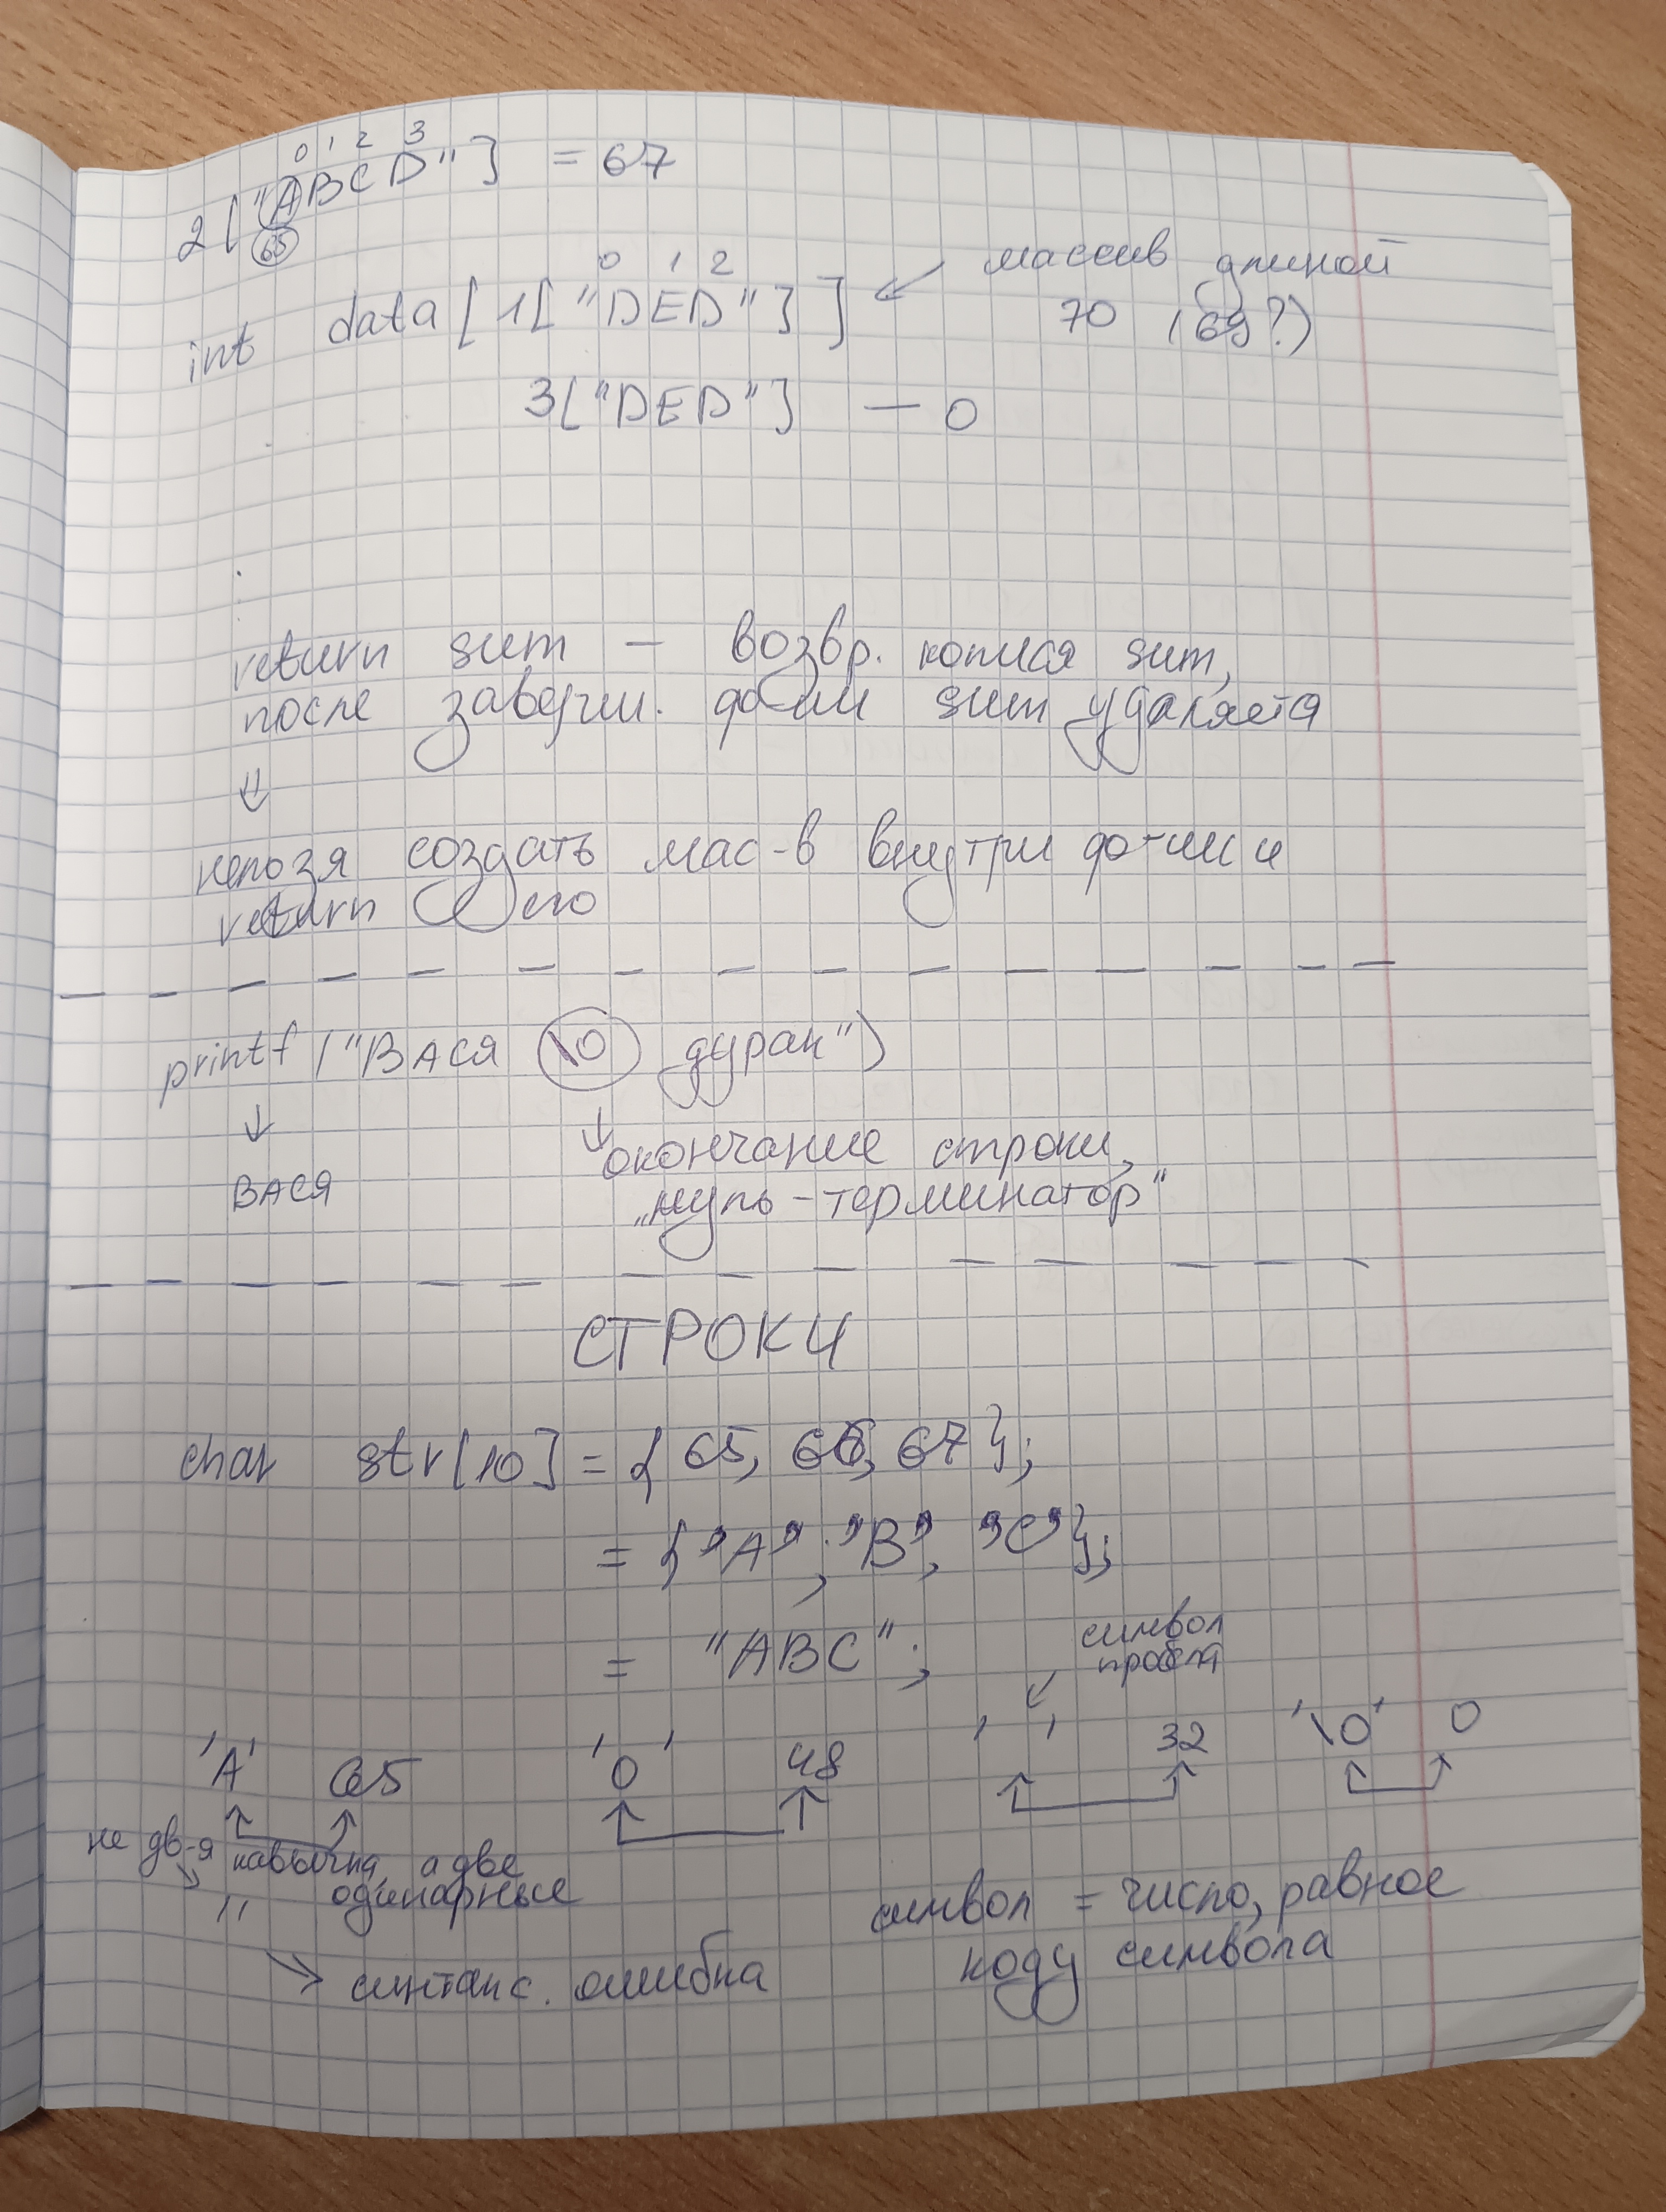 0 1 2 3
2["ABCD"] = 67
65
0 1 2
int data[1["DED"]] ← массив длиной
70 (69?)
3["DED"] — 0
return sum — возвр. копися sum,
после заверш. ф-ции sum удаляется
⇓
нельзя создать мас-в внутри ф-ции и
return его
printf("ВАСЯ \0 дурак")
↓ ↓
ВАСЯ окончание строки,
„нуль-терминатор"
СТРОКИ
char str[10] = { 65, 66, 67 };
= { 'A', 'B', 'C' };
= "ABC";
символ
пробела
'A' 65 '0' 48 ' ' 32 '\0' 0
не дв-я кавычка, а две
'' одинарные
символ = число, равное
коду символа
→ синтакс. ошибка